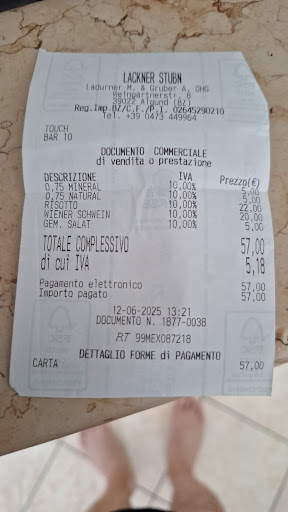 LACKNER STUBN
Ladurner M. & Gruber A. OHG
Weingartnerstr. 8
39022 Algund (BZ)
Reg.Imp.BZ/C.F./P.I. 02645290210
Tel. +39 0473 449964
TOUCH
BAR 10
DOCUMENTO COMMERCIALE
di vendita o prestazione
DESCRIZIONE IVA Prezzo(€)
0,75 MINERAL 10,00% 5,00
0,75 NATURAL 10,00% 5,00
RISOTTO 10,00% 22,00
WIENER SCHWEIN 10,00% 20,00
GEM. SALAT 10,00% 5,00
TOTALE COMPLESSIVO 57,00
di cui IVA 5,18
Pagamento elettronico 57,00
Importo pagato 57,00
12-06-2025 13:21
DOCUMENTO N. 1877-0038
RT 99MEX087218
DETTAGLIO FORME di PAGAMENTO
CARTA 57,00